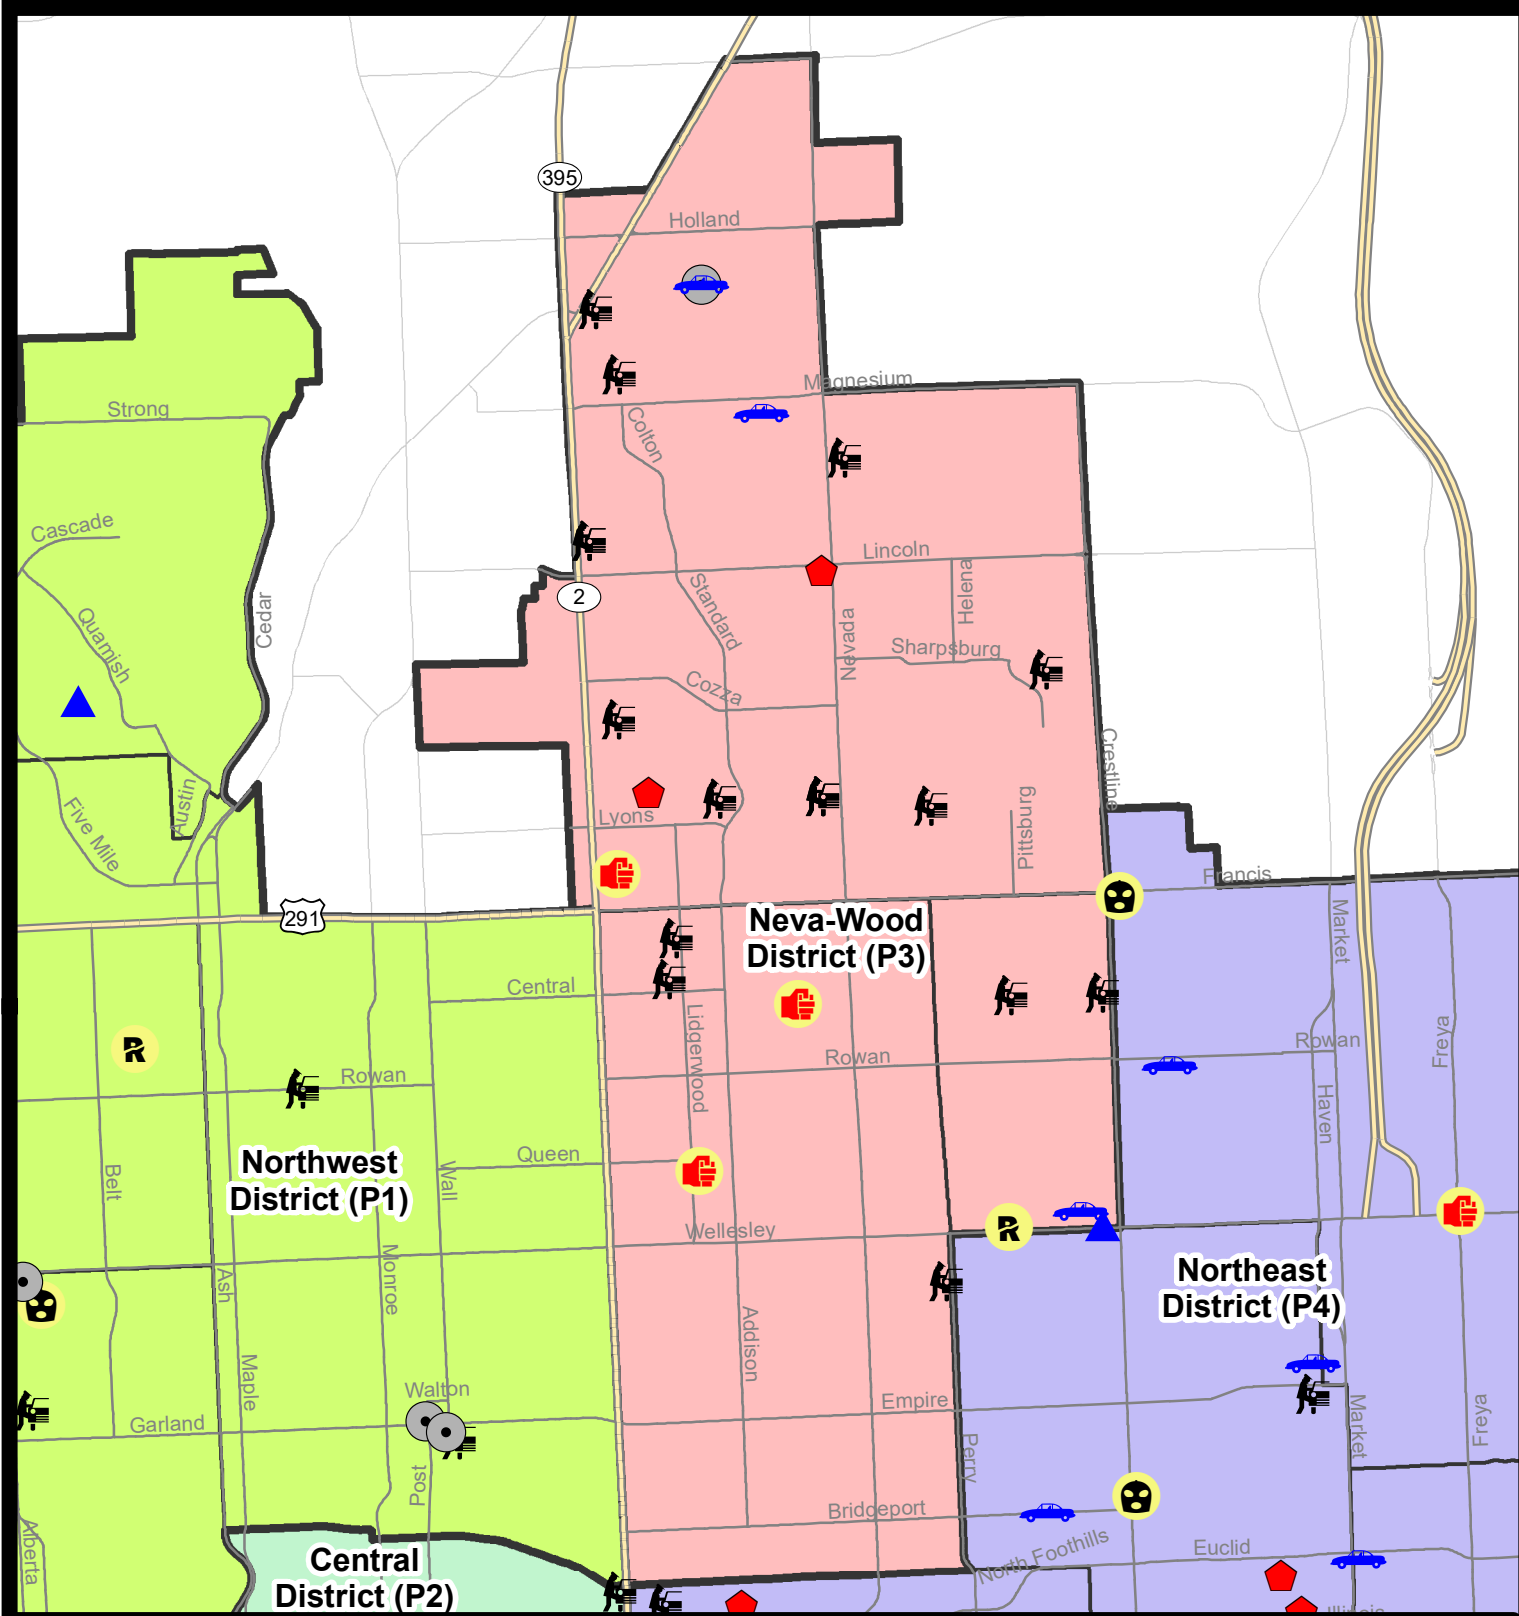 395
Holland
Magnesium
Strong
Colton
Cascade
Lincoln
Helena
Standard
2
Cedar
Quamish
Nevada
Sharpsburg
Cozza
Crestline
Austin
Five Mile
Lyons
Pittsburg
Francis
291
Neva-Wood
District (P3)
Market
Central
Lidgerwood
Freya
Rowan
Rowan
Rowan
Haven
Northwest
District (P1)
Queen
Belt
Wall
R
R
Wellesley
Monroe
Ash
Northeast
District (P4)
Addison
Maple
Walton
Empire
Garland
Market
Freya
Perry
Post
Bridgeport
North Foothills
Euclid
Alberta
Central
District (P2)